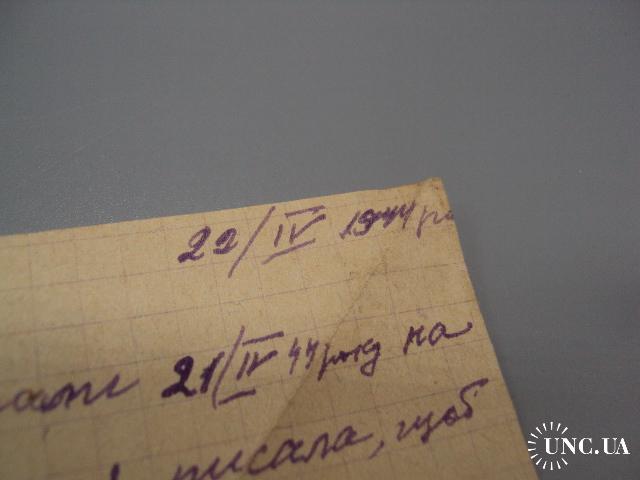 22/IV 1944 р
21/IV 44 року на
писала, щоб
UNC.UA